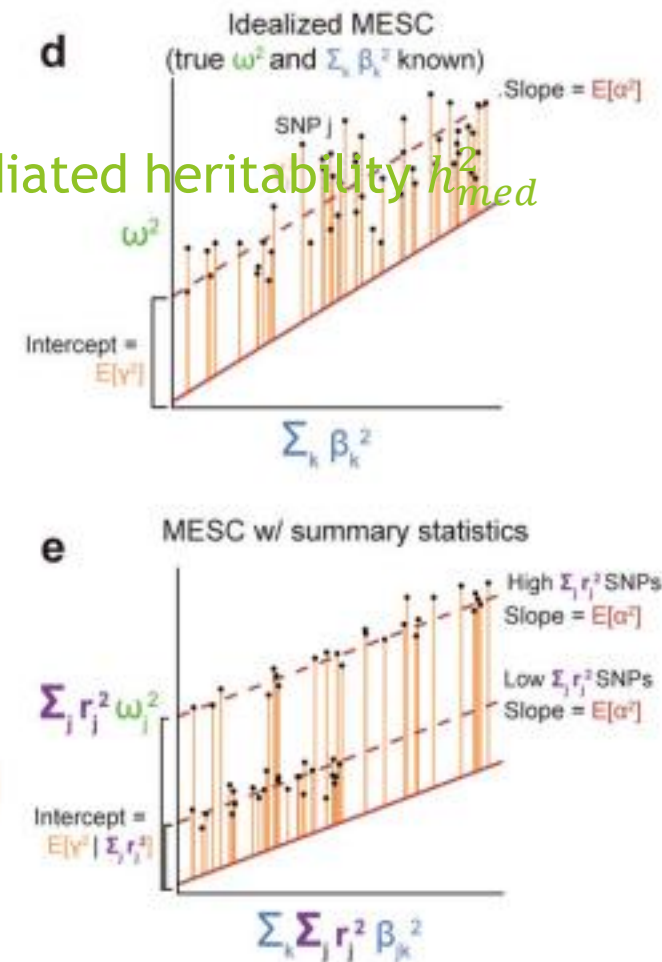 d
Idealized MESC
(true ω² and Σₖ βₖ² known)
Slope = E[α²]
SNP j
diated heritability h²med
ω²
Intercept =
E[γ²]
Σₖ βₖ²
e
MESC w/ summary statistics
High Σⱼ rⱼ² SNPs
Slope = E[α²]
Low Σⱼ rⱼ² SNPs
Slope = E[α²]
Σⱼ rⱼ² ωⱼ²
Intercept =
E[γ² | Σⱼ rⱼ²]
Σₖ Σⱼ rⱼ² βⱼₖ²